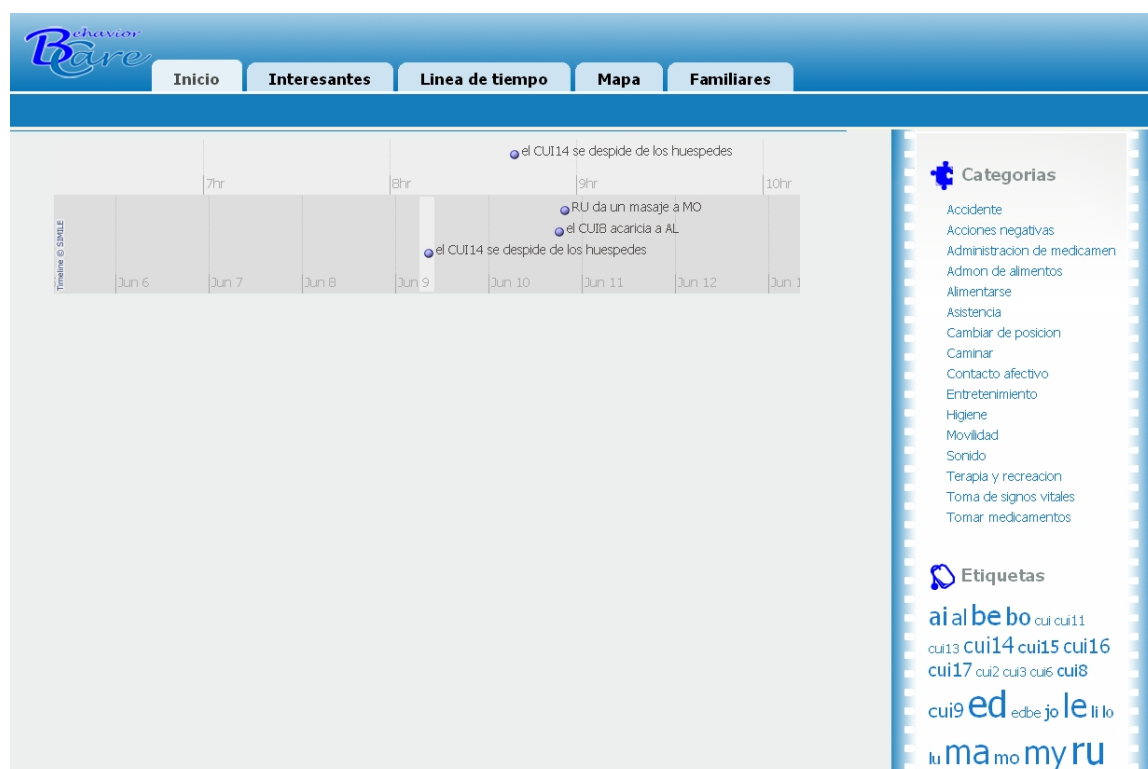 Behavior
Care
Inicio Interesantes Linea de tiempo Mapa Familiares
el CUI14 se despide de los huespedes
7hr 8hr 9hr 10hr
RU da un masaje a MO
el CUI8 acaricia a AL
el CUI14 se despide de los huespedes
Timeline © SIMILE
Jun 6 Jun 7 Jun 8 Jun 9 Jun 10 Jun 11 Jun 12 Jun 1
Categorias
Accidente
Acciones negativas
Administracion de medicamen
Admon de alimentos
Alimentarse
Asistencia
Cambiar de posicion
Caminar
Contacto afectivo
Entretenimiento
Higiene
Movilidad
Sonido
Terapia y recreacion
Toma de signos vitales
Tomar medicamentos
Etiquetas
ai al be bo cui cui11
cui13 cui14 cui15 cui16
cui17 cui2 cui3 cui6 cui8
cui9 ed edbe jo le li lo
lu ma mo my ru